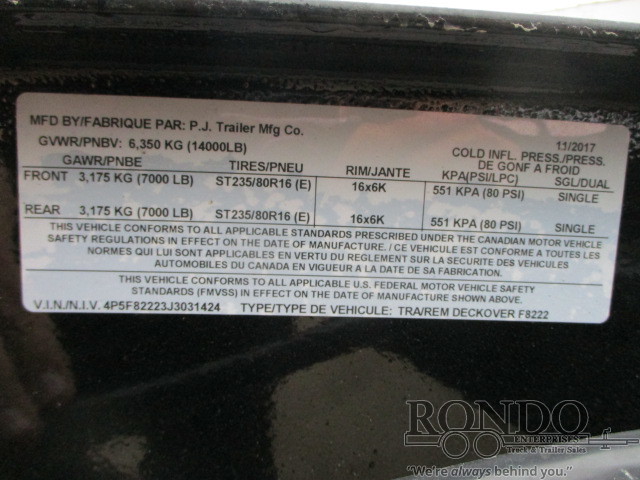 MFD BY/FABRIQUE PAR: P.J. Trailer Mfg Co. 11/2017
GVWR/PNBV: 6,350 KG (14000LB) COLD INFL. PRESS./PRESS.
DE GONF A FROID
GAWR/PNBE TIRES/PNEU RIM/JANTE KPA(PSI/LPC) SGL/DUAL
FRONT 3,175 KG (7000 LB) ST235/80R16 (E) 16x6K 551 KPA (80 PSI) SINGLE
REAR 3,175 KG (7000 LB) ST235/80R16 (E) 16x6K 551 KPA (80 PSI) SINGLE
THIS VEHICLE CONFORMS TO ALL APPLICABLE STANDARDS PRESCRIBED UNDER THE CANADIAN MOTOR VEHICLE
SAFETY REGULATIONS IN EFFECT ON THE DATE OF MANUFACTURE. / CE VEHICULE EST CONFORME A TOUTES LES
NORMES QUI LUI SONT APPLICABLES EN VERTU DU REGLEMENT SUR LA SECURITE DES VEHICULES
AUTOMOBILES DU CANADA EN VIGUEUR A LA DATE DE SA FABRICATION.
THIS VEHICLE CONFORMS TO ALL APPLICABLE U.S. FEDERAL MOTOR VEHICLE SAFETY
STANDARDS (FMVSS) IN EFFECT ON THE DATE OF MANUFACTURE SHOWN ABOVE.
V.I.N./N.I.V. 4P5F82223J3031424 TYPE/TYPE DE VEHICULE: TRA/REM DECKOVER F8222
RONDO
ENTERPRISES
Truck & Trailer Sales
"We're always behind you."